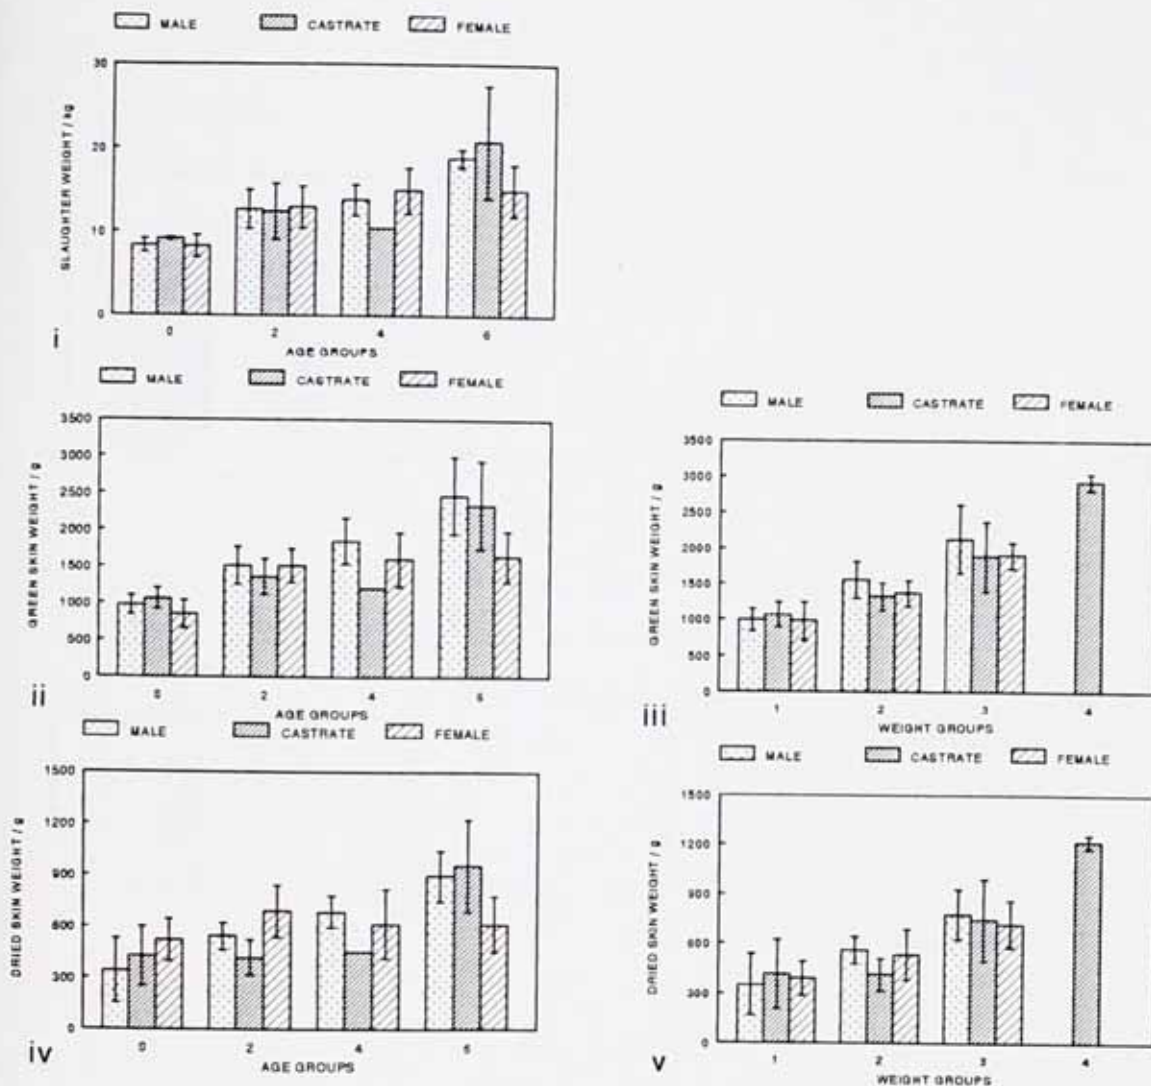 MALE CASTRATE FEMALE
SLAUGHTER WEIGHT / kg
30
20
10
0
0 2 4 6
AGE GROUPS
i
MALE CASTRATE FEMALE
GREEN SKIN WEIGHT / g
3500
3000
2500
2000
1500
1000
500
0
0 2 4 6
AGE GROUPS
ii
MALE CASTRATE FEMALE
GREEN SKIN WEIGHT / g
3500
3000
2500
2000
1500
1000
500
0
1 2 3 4
WEIGHT GROUPS
iii
MALE CASTRATE FEMALE
DRIED SKIN WEIGHT / g
1500
1200
900
600
300
0
0 2 4 6
AGE GROUPS
iv
MALE CASTRATE FEMALE
DRIED SKIN WEIGHT / g
1500
1200
900
600
300
0
1 2 3 4
WEIGHT GROUPS
v